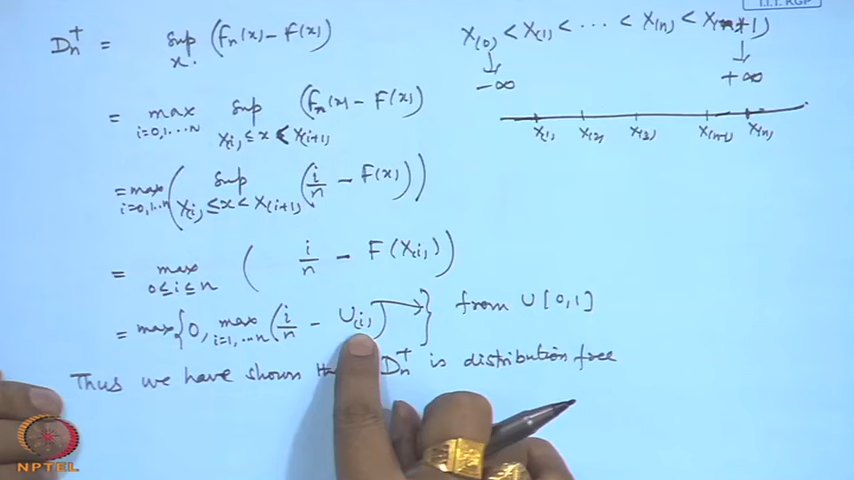 I.I.T. KGP
Dn+ = sup x. (Fn(x) - F(x))
X(0) < X(1) < ··· < X(n) < X(n+1)
-∞ +∞
= max i=0,1···n sup X(i) ≤ x < X(i+1) (Fn(x) - F(x))
X(1) X(2) X(3) X(n-1) X(n)
= max i=0,1..n ( sup X(i) ≤ x < X(i+1) (i/n - F(x)) )
= max 0≤i≤n ( i/n - F(X(i)) )
= max { 0, max i=1,···n ( i/n - U(i) ) } from U[0,1]
Thus we have shown Dn+ is distribution free
NPTEL